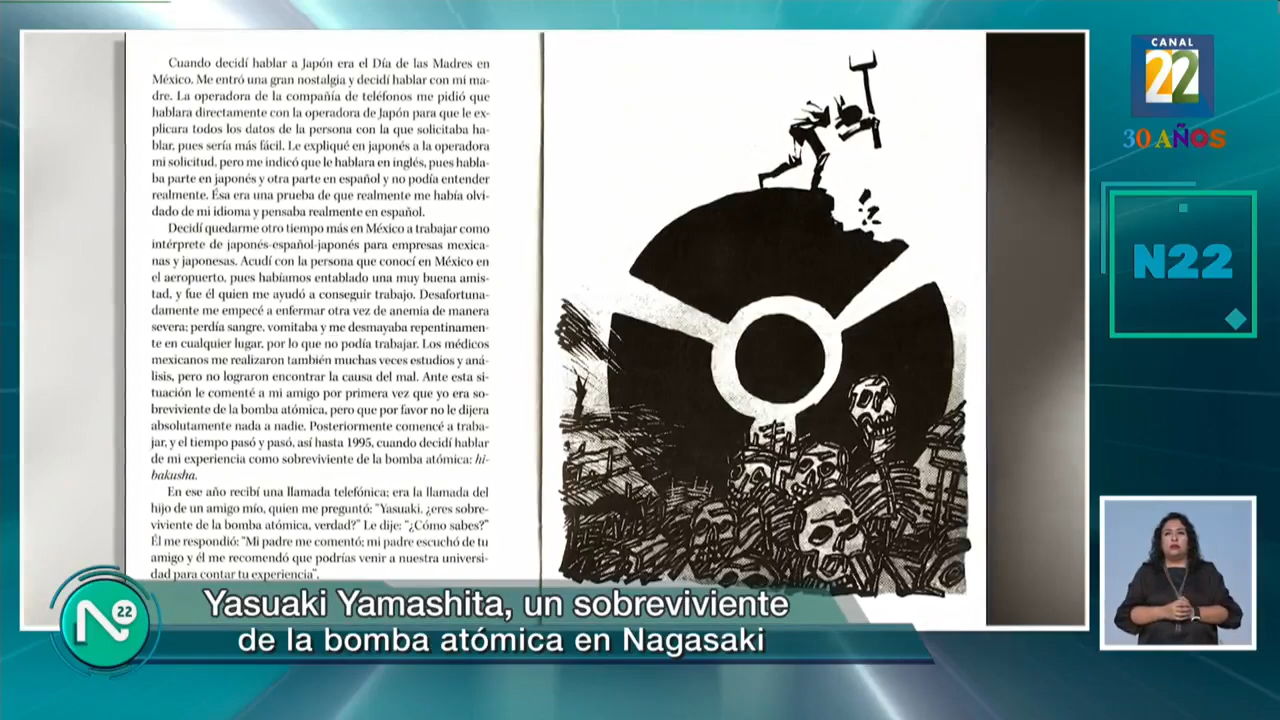 Cuando decidí hablar a Japón era el Día de las Madres en
México. Me entró una gran nostalgia y decidí hablar con mi ma-
dre. La operadora de la compañía de teléfonos me pidió que
hablara directamente con la operadora de Japón para que le ex-
plicara todos los datos de la persona con la que solicitaba ha-
blar, pues sería más fácil. Le expliqué en japonés a la operadora
mi solicitud, pero me indicó que le hablara en inglés, pues habla-
ba parte en japonés y otra parte en español y no podía entender
realmente. Ésa era una prueba de que realmente me había olvi-
dado de mi idioma y pensaba realmente en español.
Decidí quedarme otro tiempo más en México a trabajar como
intérprete de japonés-español-japonés para empresas mexica-
nas y japonesas. Acudí con la persona que conocí en México en
el aeropuerto, pues habíamos entablado una muy buena amis-
tad, y fue él quien me ayudó a conseguir trabajo. Desafortuna-
damente me empecé a enfermar otra vez de anemia de manera
severa: perdía sangre, vomitaba y me desmayaba repentinamen-
te en cualquier lugar, por lo que no podía trabajar. Los médicos
mexicanos me realizaron también muchas veces estudios y aná-
lisis, pero no lograron encontrar la causa del mal. Ante esta si-
tuación le comenté a mi amigo por primera vez que yo era so-
breviviente de la bomba atómica, pero que por favor no le dijera
absolutamente nada a nadie. Posteriormente comencé a traba-
jar, y el tiempo pasó y pasó, así hasta 1995, cuando decidí hablar
de mi experiencia como sobreviviente de la bomba atómica: hi-
bakusha.
En ese año recibí una llamada telefónica; era la llamada del
hijo de un amigo mío, quien me preguntó: "Yasuaki, ¿eres sobre-
viviente de la bomba atómica, verdad?" Le dije: "¿Cómo sabes?"
Él me respondió: "Mi padre me comentó; mi padre escuchó de tu
amigo y él me recomendó que podrías venir a nuestra universi-
dad para contar tu experiencia".
CANAL
22
30 AÑOS
N22
N 22
Yasuaki Yamashita, un sobreviviente
de la bomba atómica en Nagasaki